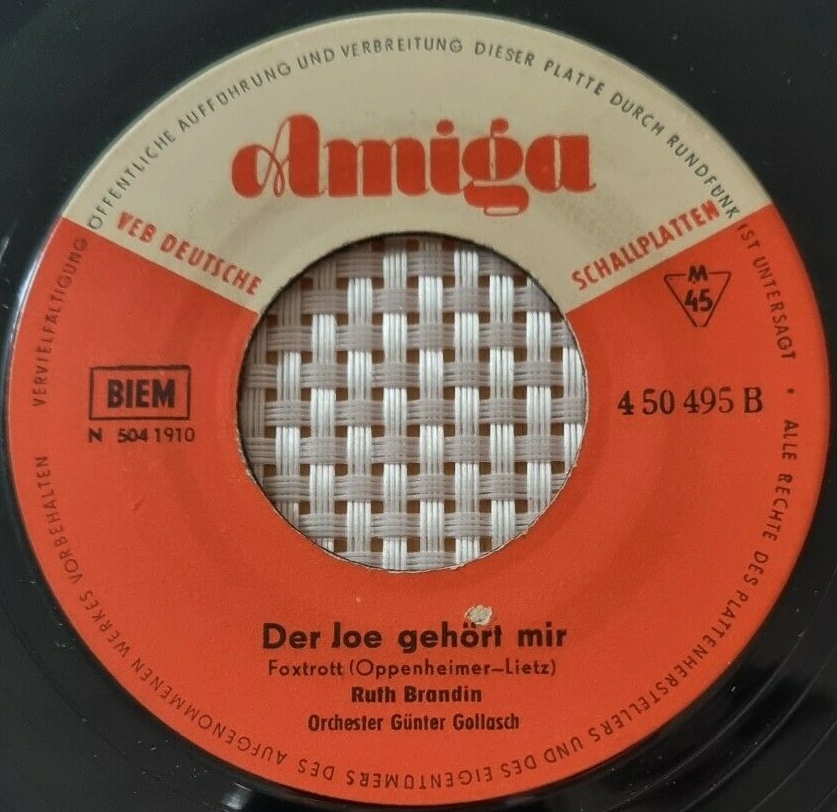 ÖFFENTLICHE AUFFÜHRUNG UND VERBREITUNG DIESER PLATTE DURCH RUNDFUNK IST UNTERSAGT • ALLE RECHTE DES PLATTENHERSTELLERS UND DES EIGENTÜMERS DES AUFGENOMMENEN WERKES VORBEHALTEN VERVIELFÄLTIGUNG
Amiga
VEB DEUTSCHE SCHALLPLATTEN
M
45
BIEM
N 504 1910
4 50 495 B
Der Joe gehört mir
Foxtrott (Oppenheimer–Lietz)
Ruth Brandin
Orchester Günter Gollasch